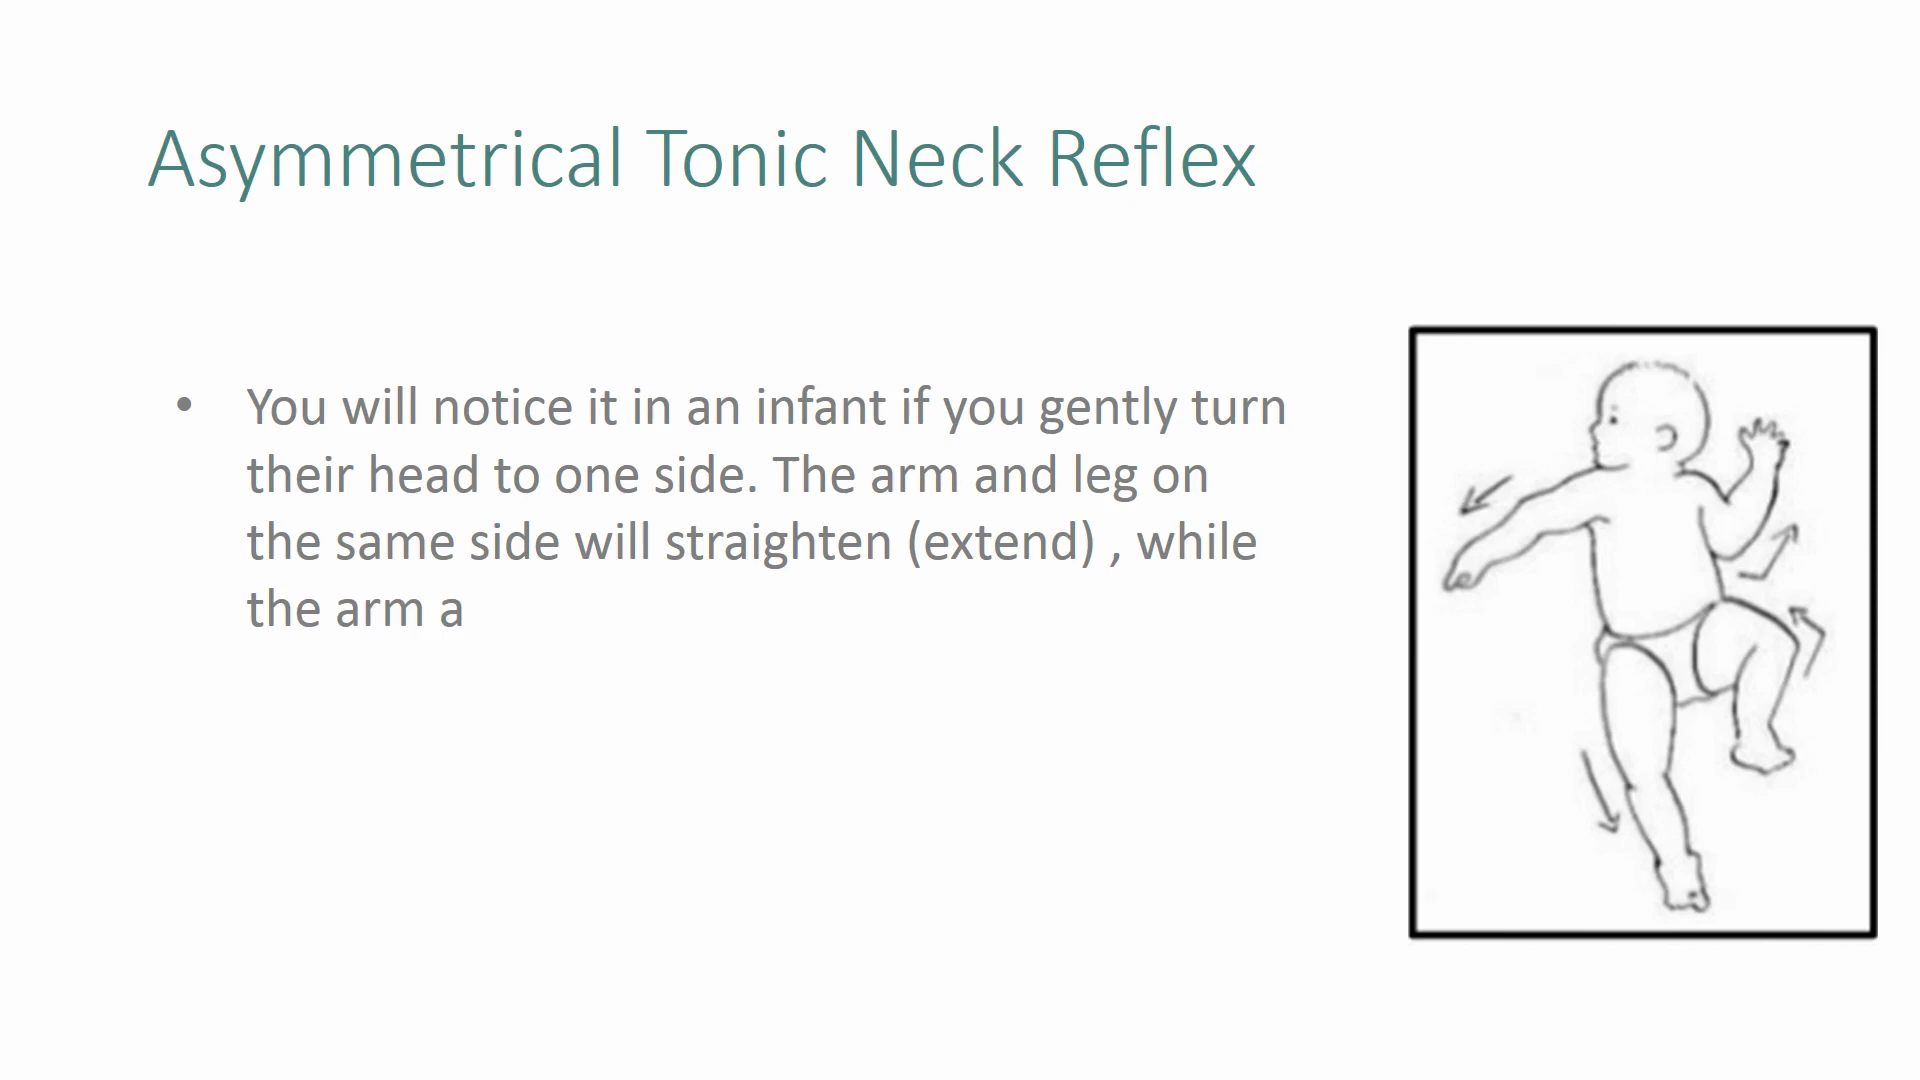 Asymmetrical Tonic Neck Reflex
• You will notice it in an infant if you gently turn
their head to one side. The arm and leg on
the same side will straighten (extend) , while
the arm a